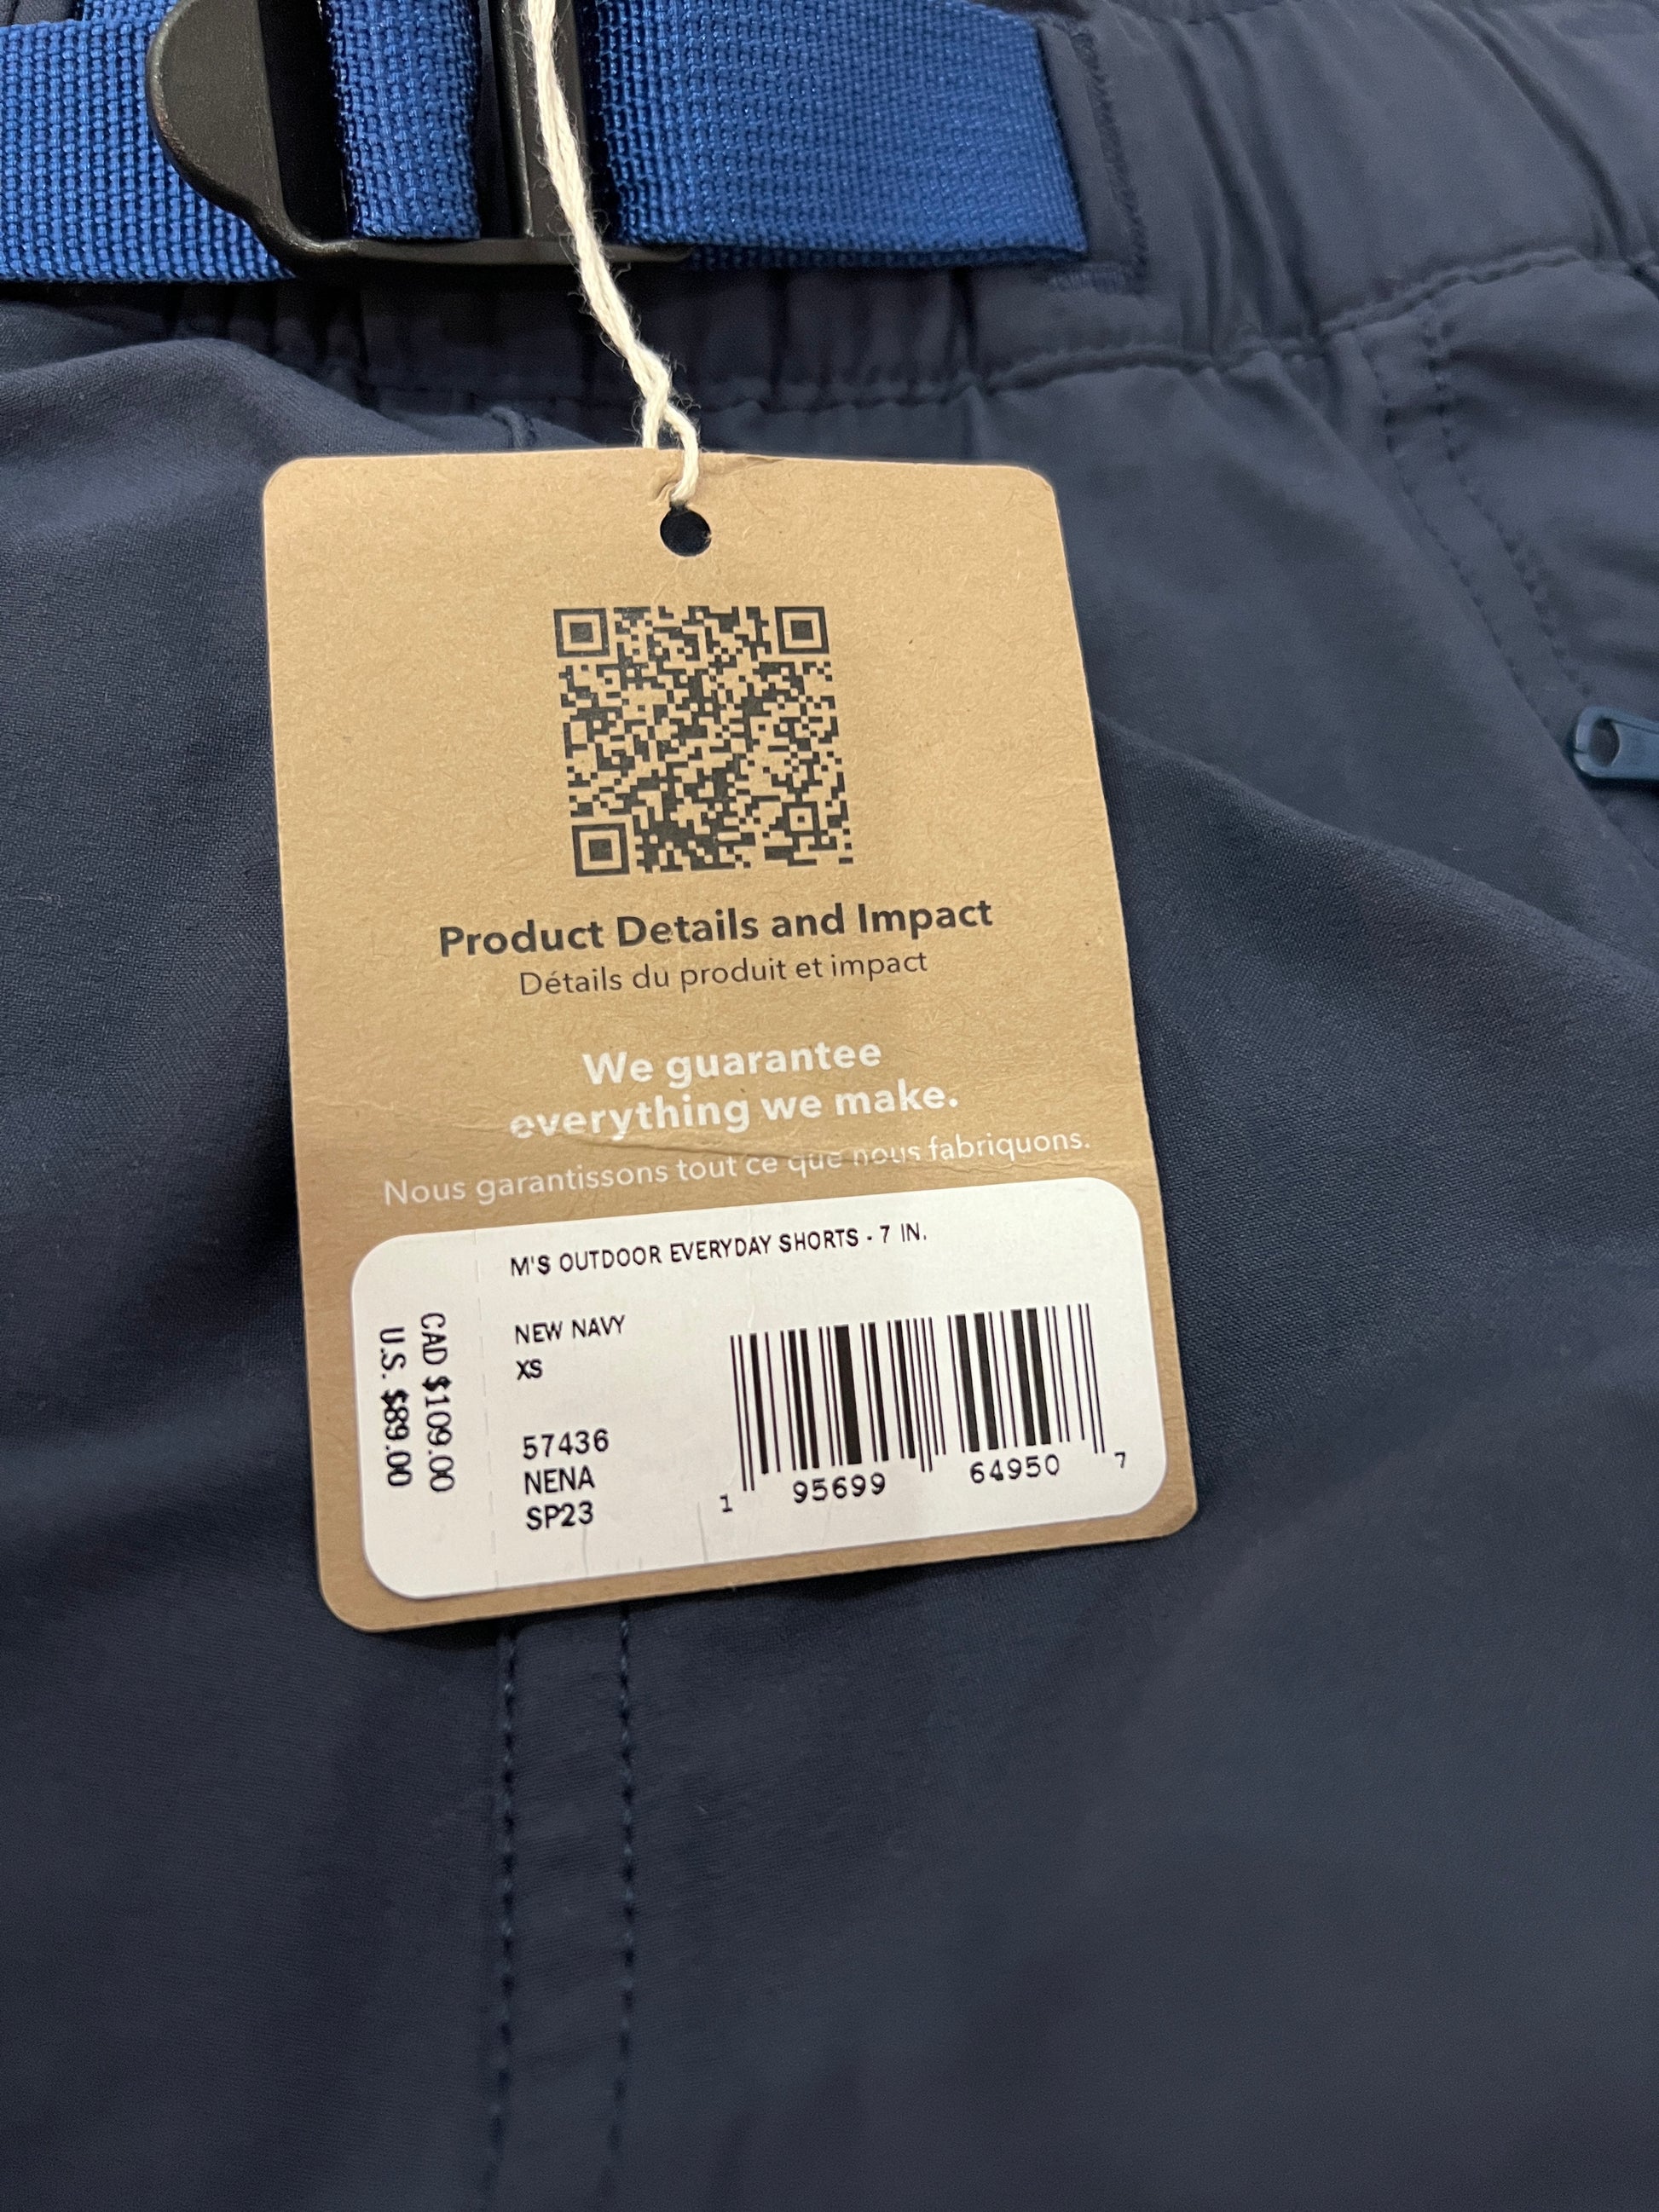 Product Details and Impact
Détails du produit et impact
We guarantee
everything we make.
Nous garantissons tout ce que nous fabriquons.
M'S OUTDOOR EVERYDAY SHORTS - 7 IN.
NEW NAVY
XS
57436
NENA
SP23
CAD $109.00
U.S. $89.00
1 95699 64950 7